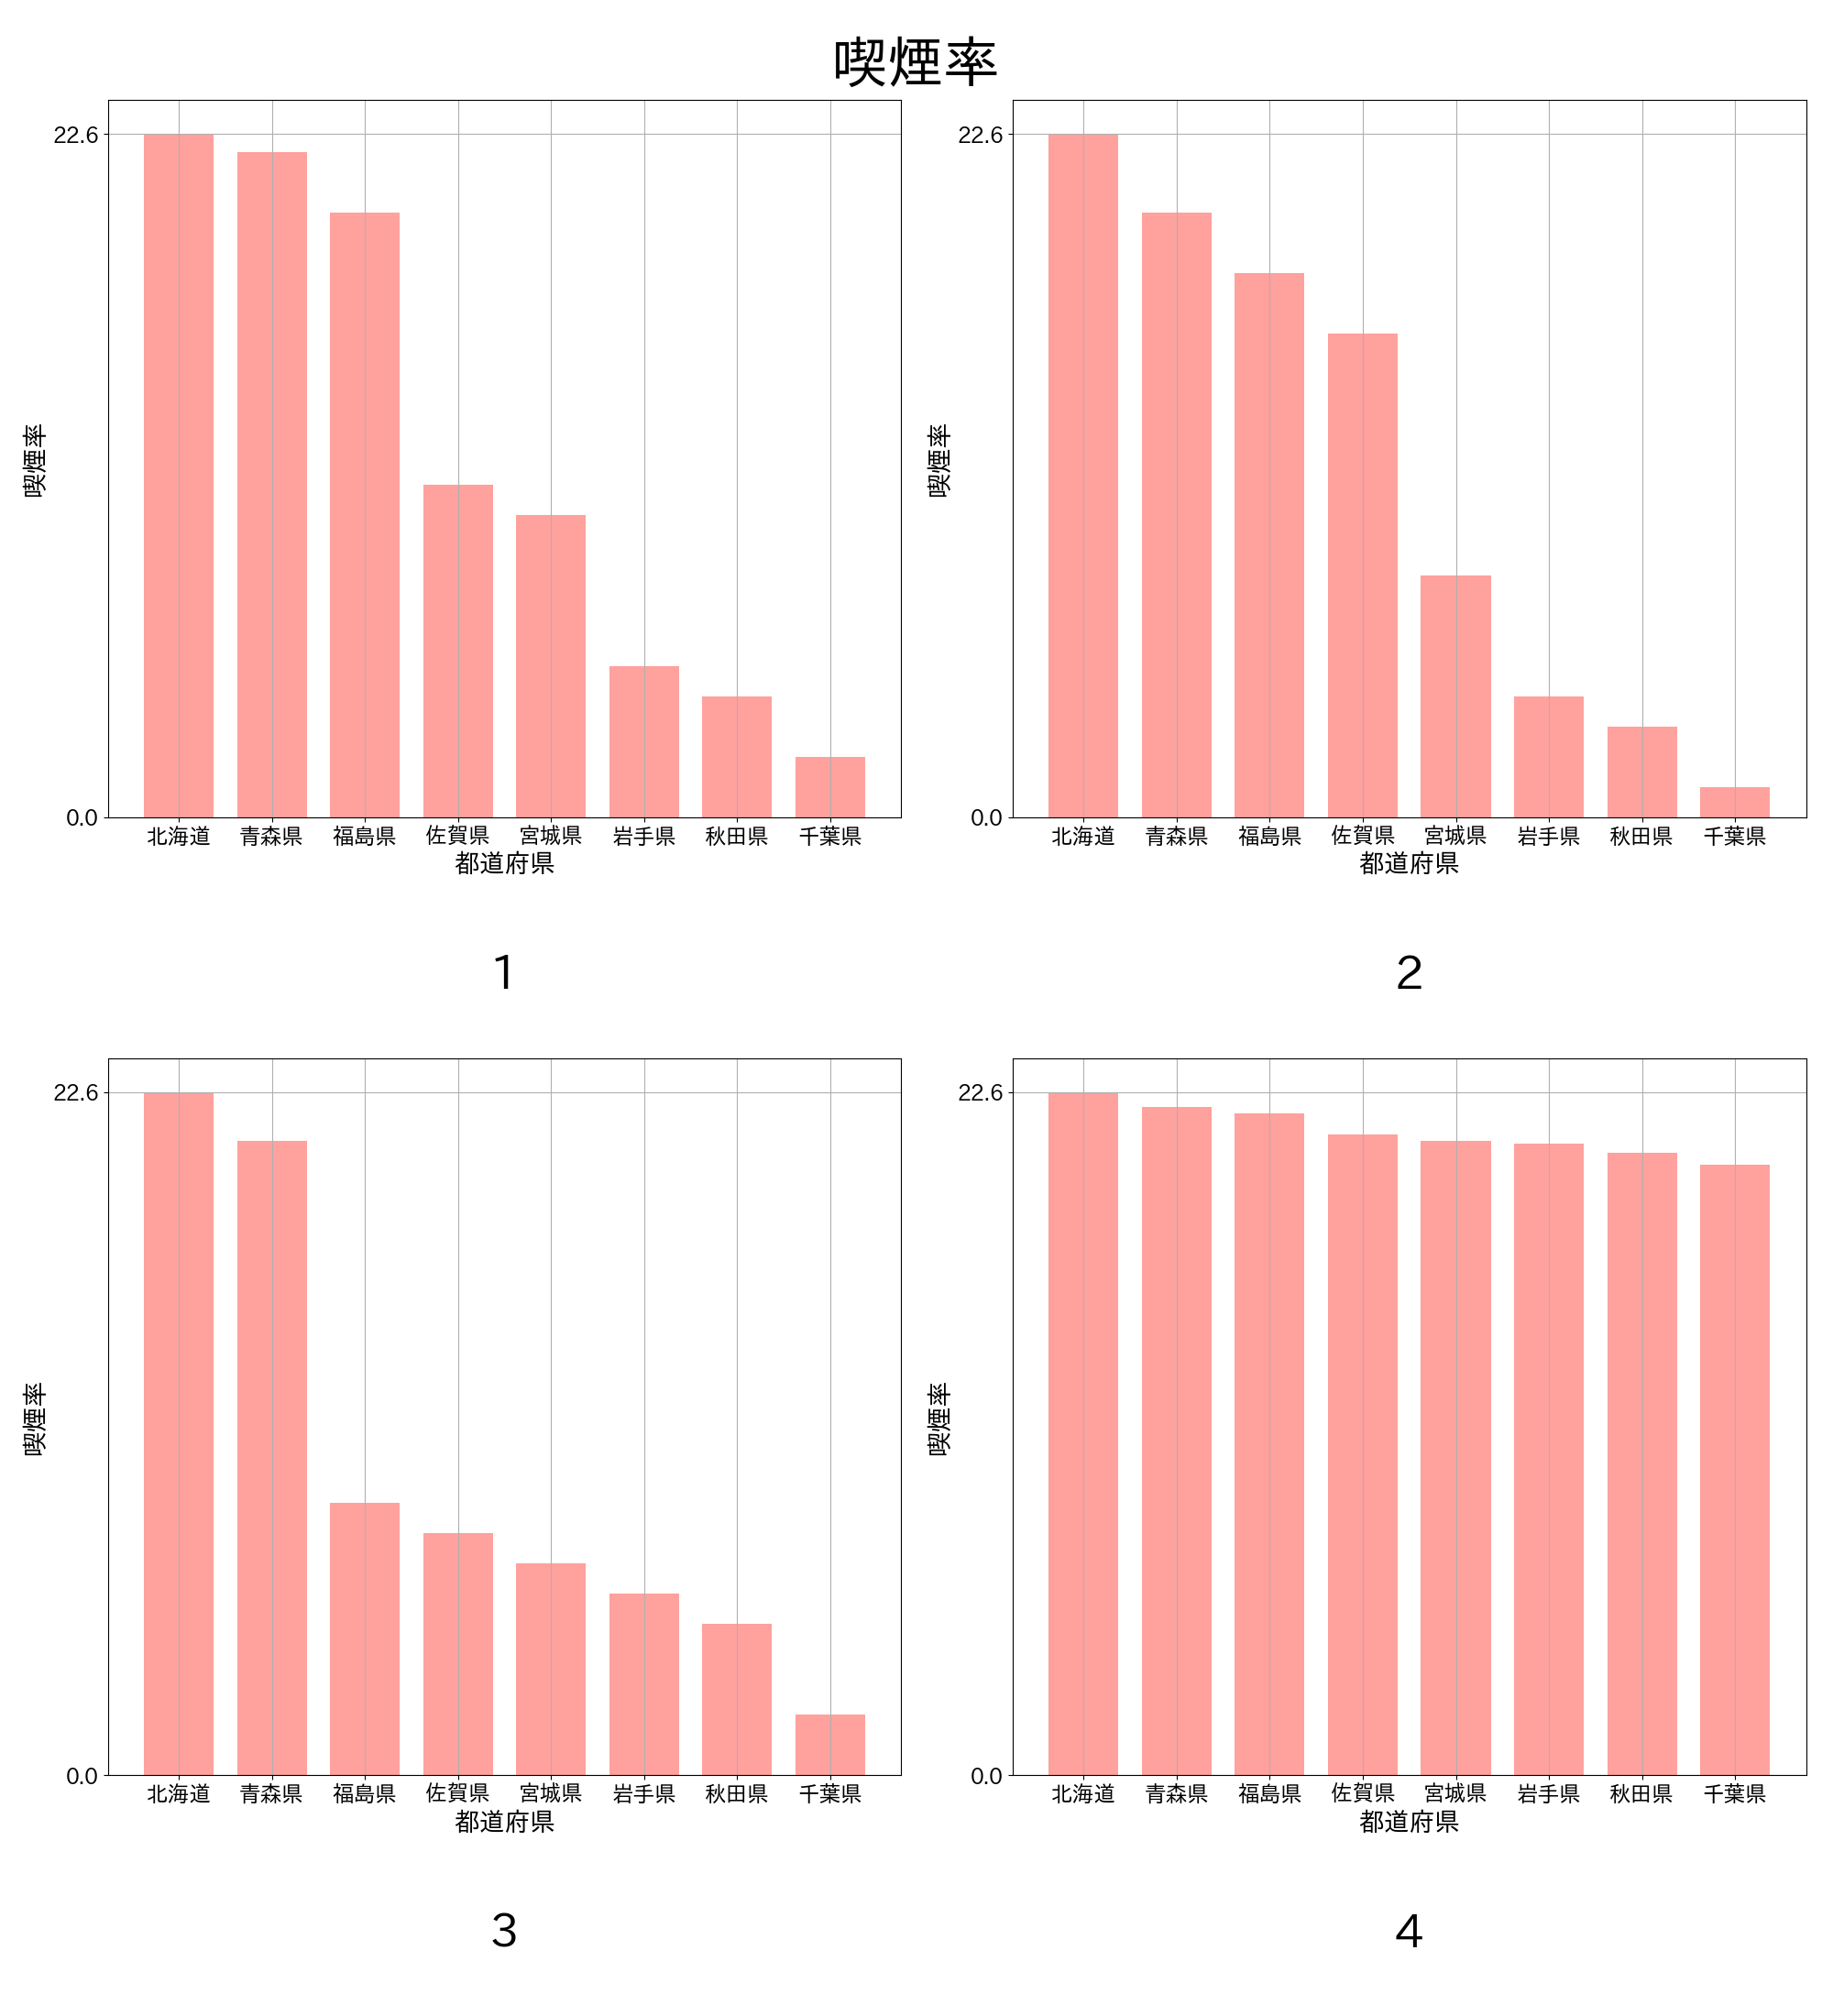 喫煙率
22.6
0.0
喫煙率
北海道 青森県 福島県 佐賀県 宮城県 岩手県 秋田県 千葉県
都道府県
1
22.6
0.0
喫煙率
北海道 青森県 福島県 佐賀県 宮城県 岩手県 秋田県 千葉県
都道府県
2
22.6
0.0
喫煙率
北海道 青森県 福島県 佐賀県 宮城県 岩手県 秋田県 千葉県
都道府県
3
22.6
0.0
喫煙率
北海道 青森県 福島県 佐賀県 宮城県 岩手県 秋田県 千葉県
都道府県
4